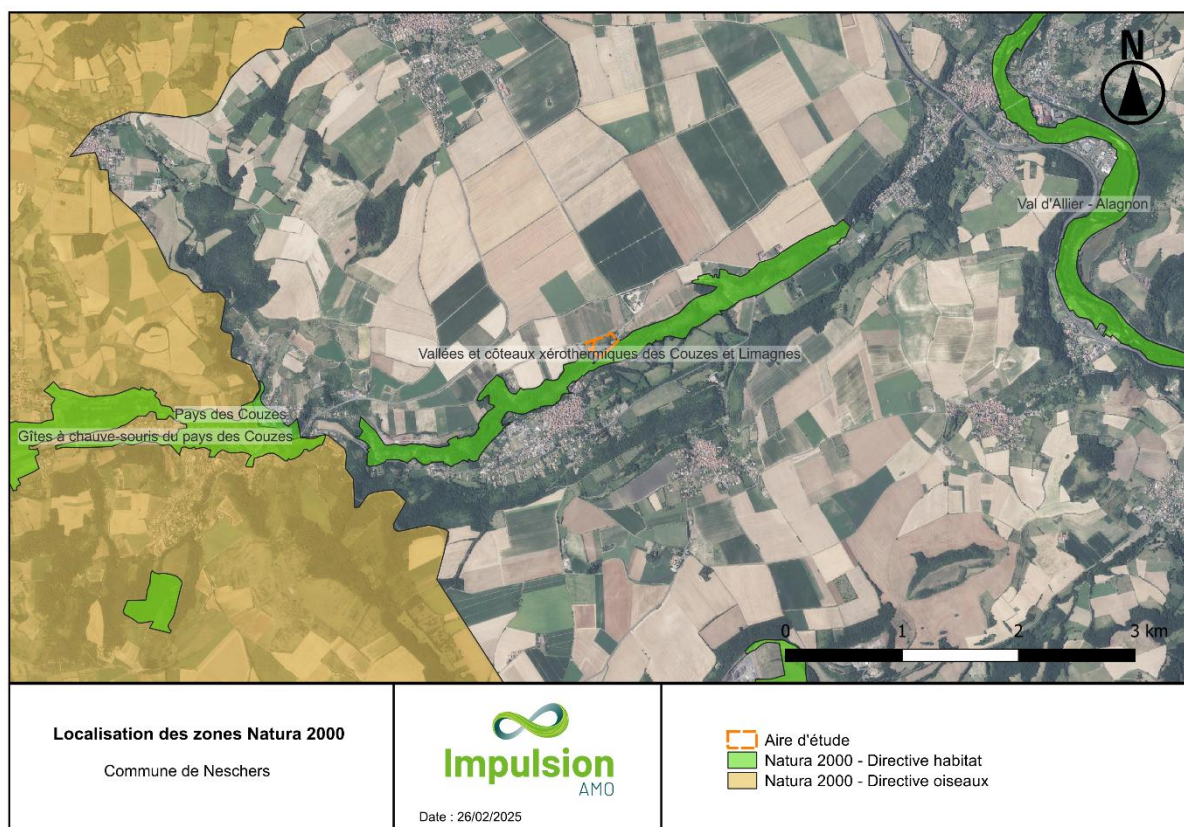 N
Val d'Allier - Alagnon
Vallées et côteaux xérothermiques des Couzes et Limagnes
Pays des Couzes
Gîtes à chauve-souris du pays des Couzes
0 1 2 3 km
Localisation des zones Natura 2000
Commune de Neschers
Impulsion
AMO
Date : 26/02/2025
Aire d'étude
Natura 2000 - Directive habitat
Natura 2000 - Directive oiseaux